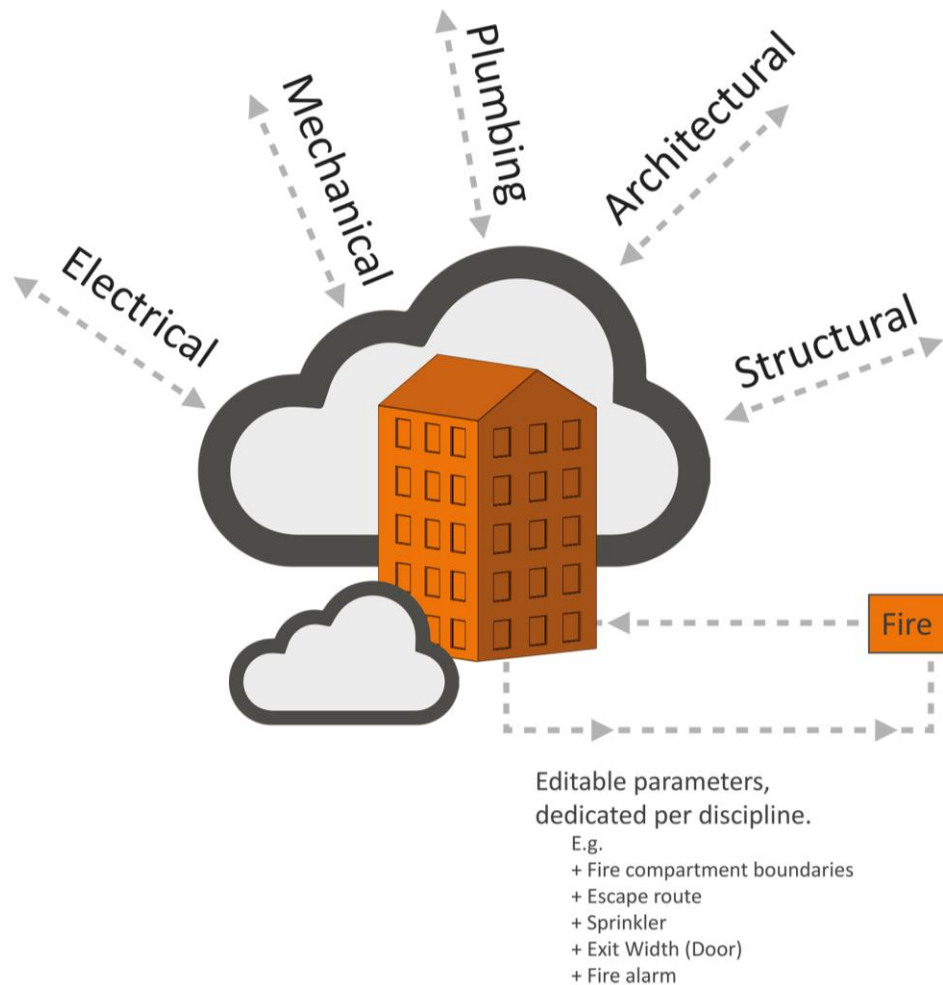 Electrical
Mechanical
Plumbing
Architectural
Structural
Fire
Editable parameters,
dedicated per discipline.
E.g.
+ Fire compartment boundaries
+ Escape route
+ Sprinkler
+ Exit Width (Door)
+ Fire alarm